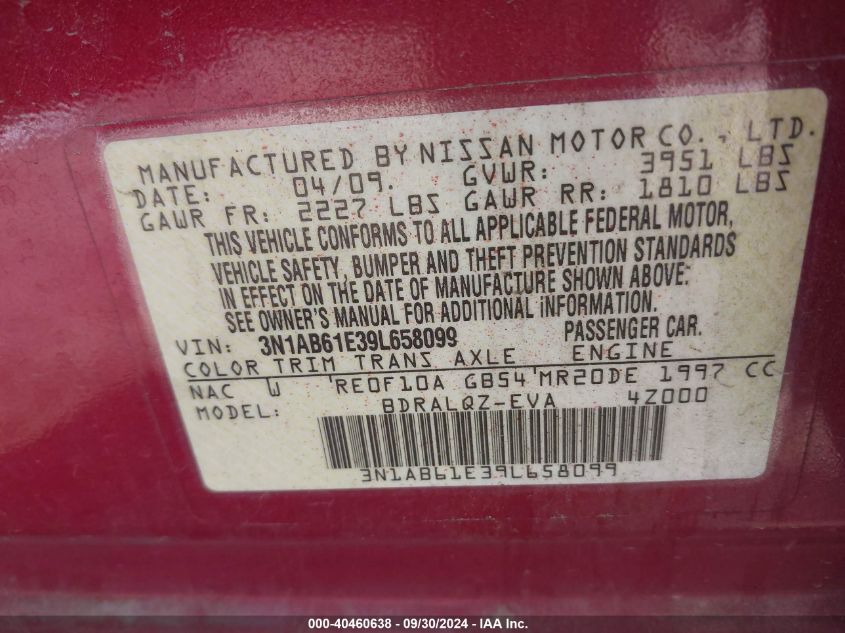 MANUFACTURED BY NISSAN MOTOR CO., LTD.
DATE: 04/09. GVWR: 3951 LBS
GAWR FR: 2227 LBS GAWR RR: 1810 LBS
THIS VEHICLE CONFORMS TO ALL APPLICABLE FEDERAL MOTOR,
VEHICLE SAFETY, BUMPER AND THEFT PREVENTION STANDARDS
IN EFFECT ON THE DATE OF MANUFACTURE SHOWN ABOVE:
SEE OWNER'S MANUAL FOR ADDITIONAL INFORMATION.
VIN: 3N1AB61E39L658099 PASSENGER CAR.
COLOR TRIM TRANS AXLE ENGINE
NAC W RE0F10A GB54 MR20DE 1997 CC
MODEL: BDRALQZ-EVA 4Z000
3N1AB61E39L658099
000-40460638 - 09/30/2024 - IAA Inc.